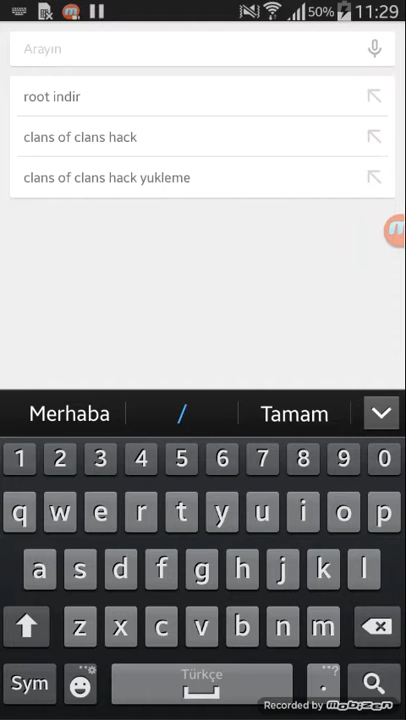 50% 11:29
Arayın
root indir
clans of clans hack
clans of clans hack yukleme
Merhaba / Tamam
1 2 3 4 5 6 7 8 9 0
q w e r t y u i o p
a s d f g h j k l
z x c v b n m
Sym Türkçe . ..?
Recorded by mobizen